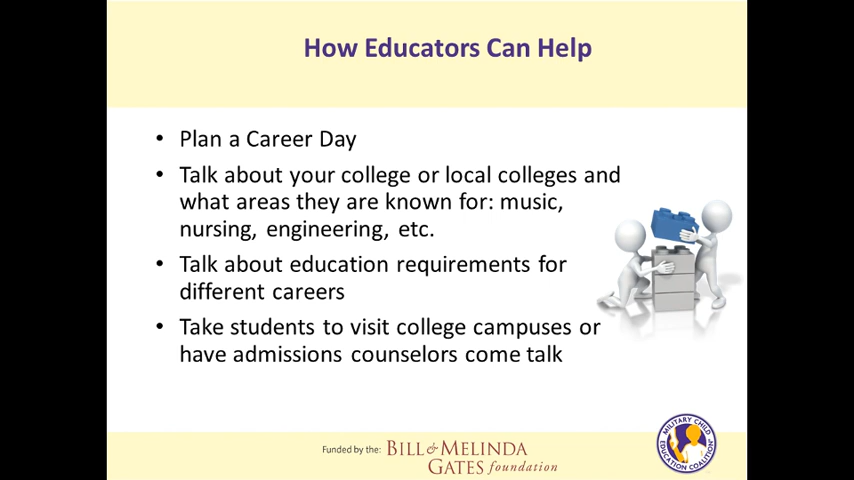 How Educators Can Help
• Plan a Career Day
• Talk about your college or local colleges and
what areas they are known for: music,
nursing, engineering, etc.
• Talk about education requirements for
different careers
• Take students to visit college campuses or
have admissions counselors come talk
Funded by the: BILL & MELINDA
GATES foundation
MILITARY CHILD
EDUCATION COALITION